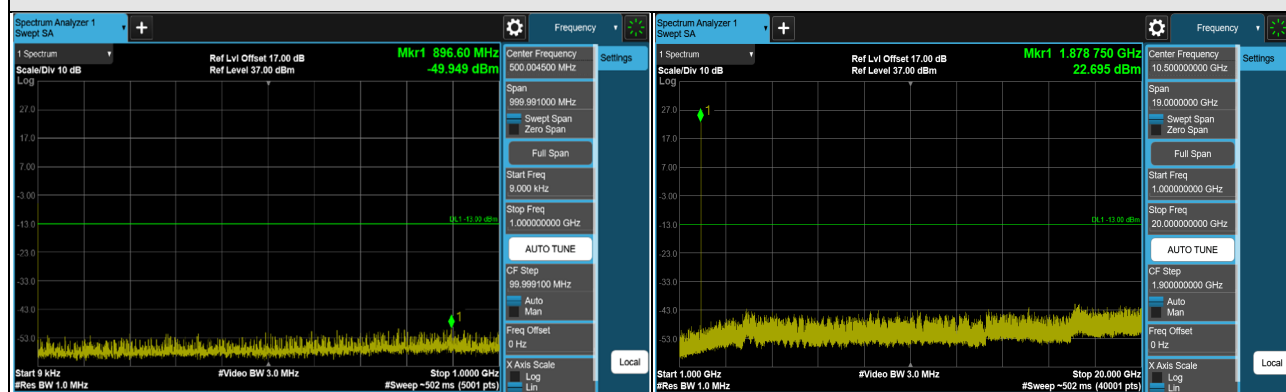 Spectrum Analyzer 1
Swept SA
+
Frequency
1 Spectrum
Scale/Div 10 dB
Ref Lvl Offset 17.00 dB
Ref Level 37.00 dBm
Mkr1 896.60 MHz
-49.949 dBm
Log
27.0
17.0
7.00
-3.00
-13.0
-23.0
-33.0
-43.0
-53.0
DL1 -13.00 dBm
1
Start 9 kHz
#Res BW 1.0 MHz
#Video BW 3.0 MHz
Stop 1.0000 GHz
#Sweep ~502 ms (5001 pts)
Center Frequency
500.004500 MHz
Span
999.991000 MHz
Swept Span
Zero Span
Full Span
Start Freq
9.000 kHz
Stop Freq
1.000000000 GHz
AUTO TUNE
CF Step
99.999100 MHz
Auto
Man
Freq Offset
0 Hz
X Axis Scale
Log
Lin
Settings
Local
Spectrum Analyzer 1
Swept SA
+
Frequency
1 Spectrum
Scale/Div 10 dB
Ref Lvl Offset 17.00 dB
Ref Level 37.00 dBm
Mkr1 1.878 750 GHz
22.695 dBm
Log
27.0
17.0
7.00
-3.00
-13.0
-23.0
-33.0
-43.0
-53.0
DL1 -13.00 dBm
1
Start 1.000 GHz
#Res BW 1.0 MHz
#Video BW 3.0 MHz
Stop 20.000 GHz
#Sweep ~502 ms (40001 pts)
Center Frequency
10.500000000 GHz
Span
19.0000000 GHz
Swept Span
Zero Span
Full Span
Start Freq
1.000000000 GHz
Stop Freq
20.000000000 GHz
AUTO TUNE
CF Step
1.900000000 GHz
Auto
Man
Freq Offset
0 Hz
X Axis Scale
Log
Lin
Settings
Local